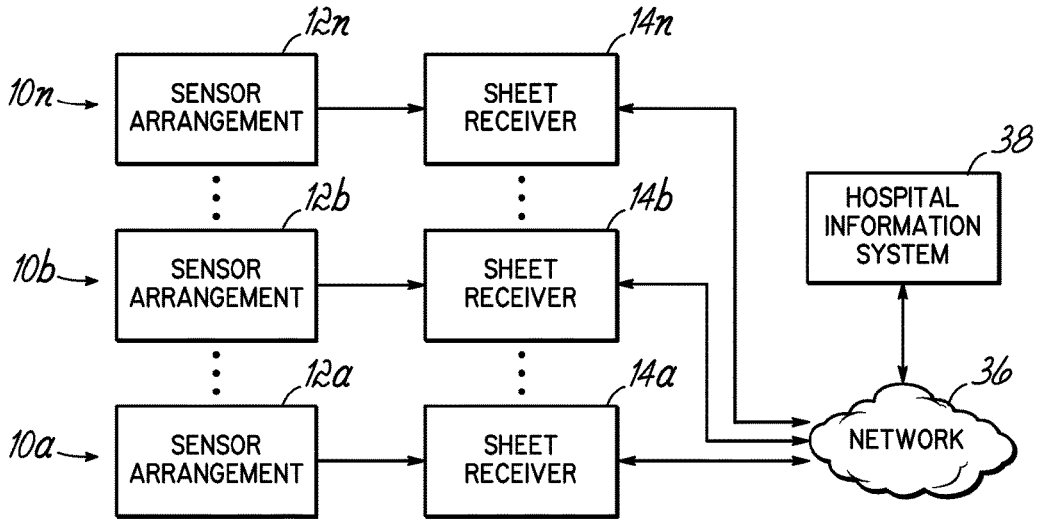 12n
14n
10n
SENSOR
ARRANGEMENT
SHEET
RECEIVER
38
12b
14b
HOSPITAL
INFORMATION
SYSTEM
10b
SENSOR
ARRANGEMENT
SHEET
RECEIVER
12a
14a
36
10a
SENSOR
ARRANGEMENT
SHEET
RECEIVER
NETWORK